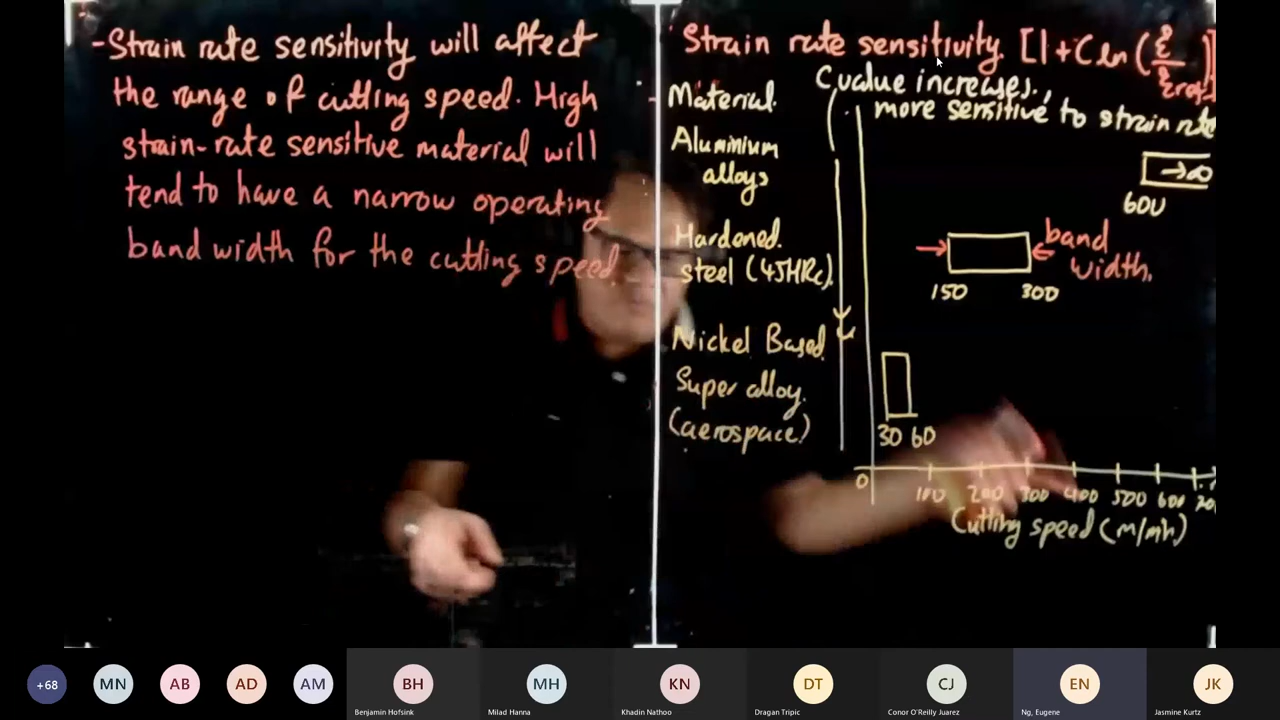 -Strain rate sensitivity will affect
the range of cutting speed. High
strain-rate sensitive material will
tend to have a narrow operating
band width for the cutting speed.
Strain rate sensitivity. [1+C ln(
C value increases,
more sensitive to strain rate
Material.
Aluminium
alloys
→∞
600
Hardened.
steel (45HRc).
→ ← band
width.
150 300
Nickel Based.
Super alloy.
(aerospace)
30 60
0 100 200 300 400 500 600
Cutting speed (m/min)
+68 MN AB AD AM BH MH KN DT CJ EN JK
Benjamin Hofsink Milad Hanna Khadin Nathoo Dragan Tripic Conor O'Reilly Juarez Ng, Eugene Jasmine Kurtz